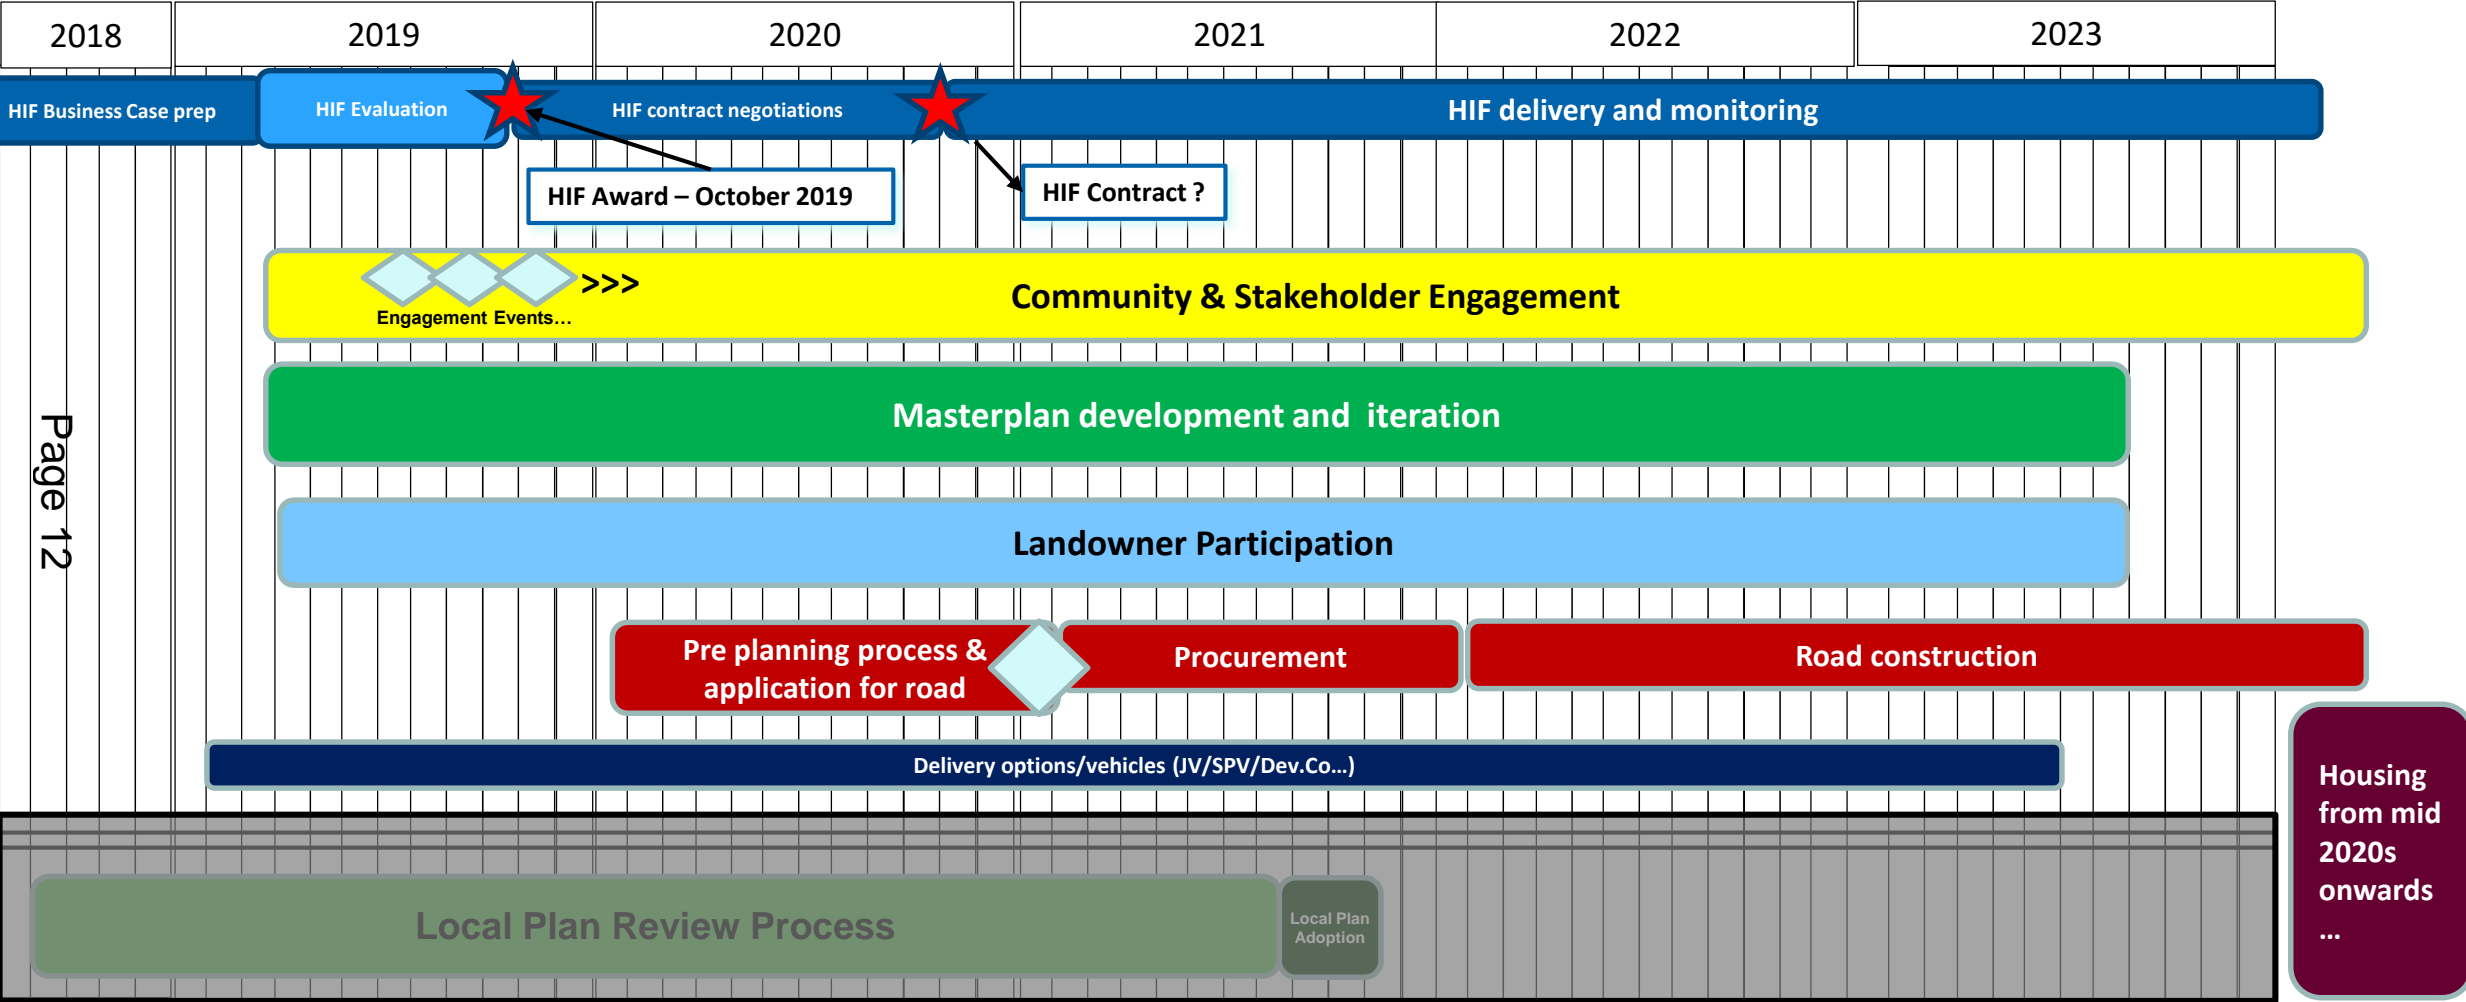 2018
2019
2020
2021
2022
2023
HIF Business Case prep
HIF Evaluation
HIF contract negotiations
HIF delivery and monitoring
HIF Award – October 2019
HIF Contract ?
>>>
Engagement Events...
Community & Stakeholder Engagement
Masterplan development and  iteration
Page 12
Landowner Participation
Pre planning process &
application for road
Procurement
Road construction
Delivery options/vehicles (JV/SPV/Dev.Co...)
Housing
from mid
2020s
onwards
...
Local Plan Review Process
Local Plan
Adoption